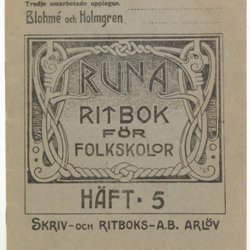 Tredje omarbetade upplagan.
Blohmé och Holmgren
RUNA
RITBOK
FÖR
FOLKSKOLOR
HÄFT · 5
SKRIV- OCH RITBOKS-A.B. ARLÖV